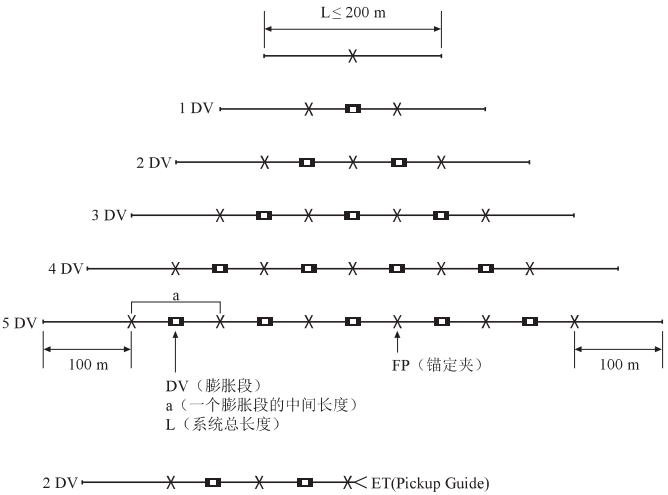 L≤200 m
1 DV
2 DV
3 DV
4 DV
a
5 DV
100 m
100 m
FP（锚定夹）
DV（膨胀段）
a（一个膨胀段的中间长度）
L（系统总长度）
2 DV
ET(Pickup Guide)